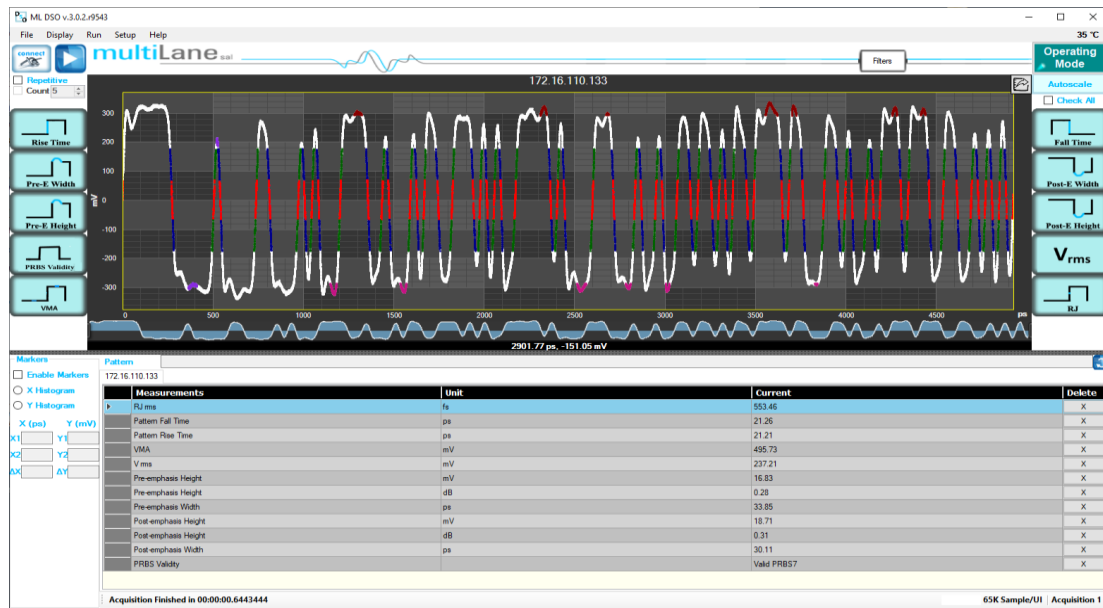 ML DSO v.3.0.2.r9543
File Display Run Setup Help
35 °C
connect
multiLane sal
Filters
Operating Mode
Repetitive
Count 5
172.16.110.133
Autoscale
Check All
Rise Time
Pre-E Width
Pre-E Height
PRBS Validity
VMA
mV
300
200
100
0
-100
-200
-300
0 500 1000 1500 2000 2500 3000 3500 4000 4500 ps
2901.77 ps, -151.05 mV
Fall Time
Post-E Width
Post-E Height
Vrms
RJ
Markers
Enable Markers
X Histogram
Y Histogram
X (ps) Y (mV)
X1 Y1
X2 Y2
ΔX ΔY
Pattern
172.16.110.133
Measurements Unit Current Delete
RJ rms fs 553.46 X
Pattern Fall Time ps 21.26 X
Pattern Rise Time ps 21.21 X
VMA mV 495.73 X
V rms mV 237.21 X
Pre-emphasis Height mV 16.83 X
Pre-emphasis Height dB 0.28 X
Pre-emphasis Width ps 33.85 X
Post-emphasis Height mV 18.71 X
Post-emphasis Height dB 0.31 X
Post-emphasis Width ps 30.11 X
PRBS Validity Valid PRBS7 X
Acquisition Finished in 00:00:00.6443444
65K Sample/UI Acquisition 1